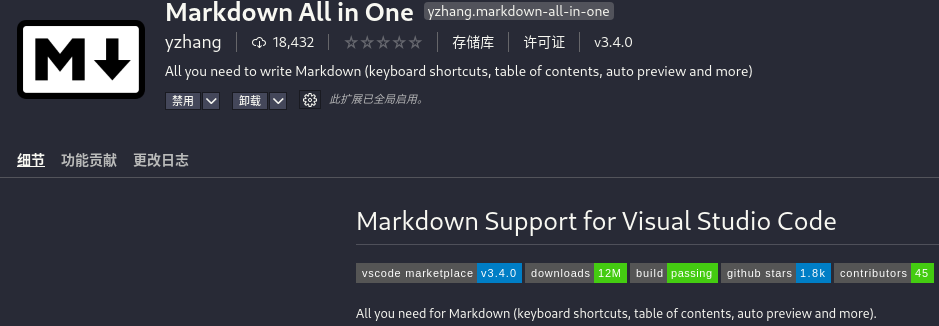 Markdown All in One yzhang.markdown-all-in-one
yzhang 18,432 存储库 许可证 v3.4.0
All you need to write Markdown (keyboard shortcuts, table of contents, auto preview and more)
禁用 卸载 此扩展已全局启用。
细节 功能贡献 更改日志
Markdown Support for Visual Studio Code
vscode marketplace v3.4.0 downloads 12M build passing github stars 1.8k contributors 45
All you need for Markdown (keyboard shortcuts, table of contents, auto preview and more).